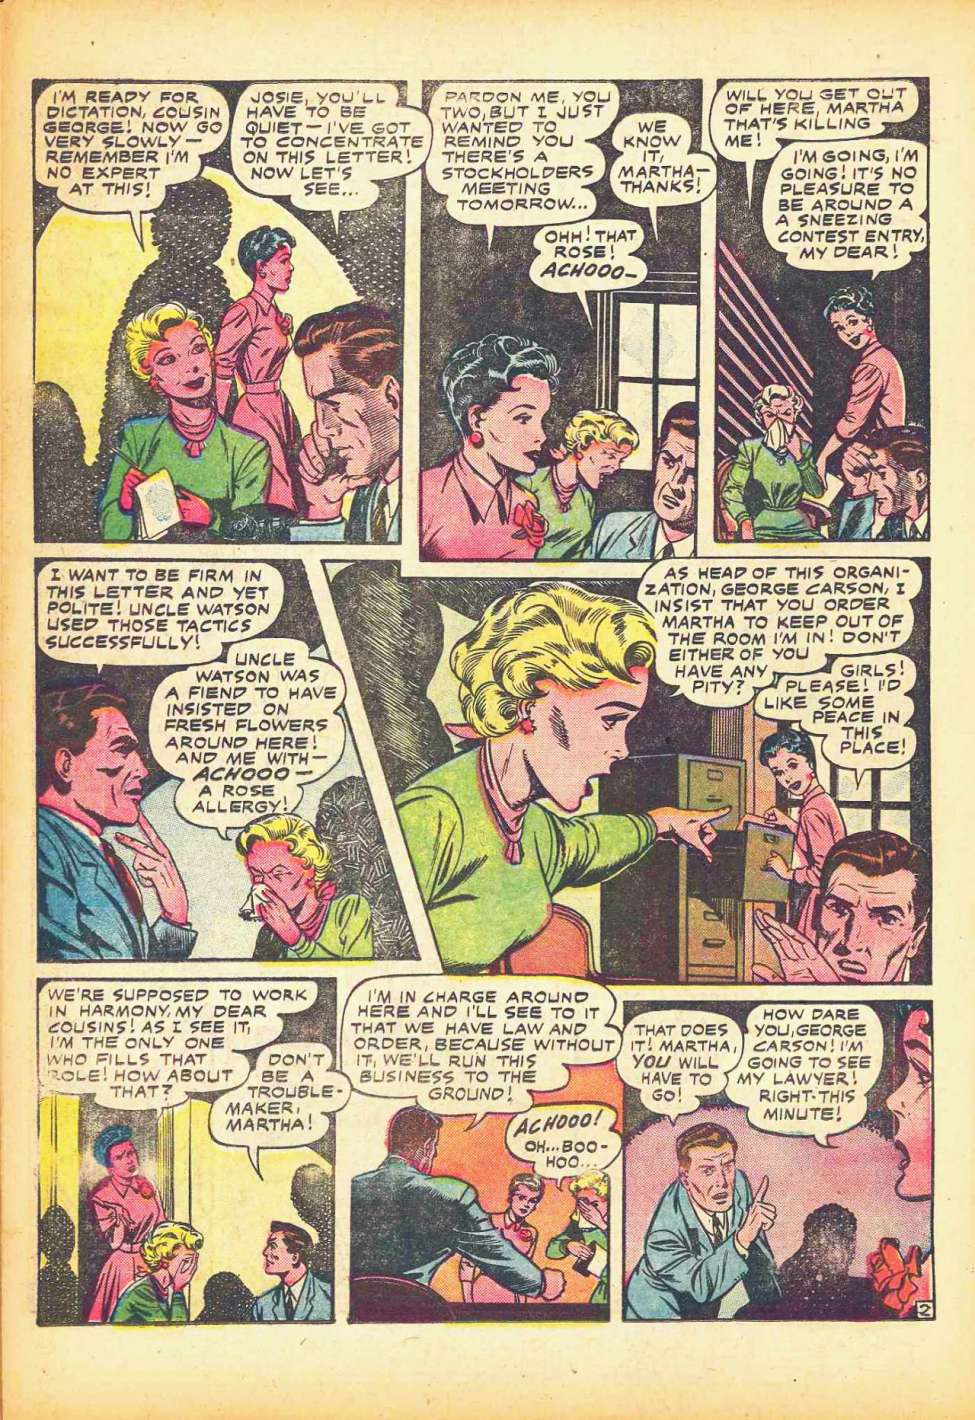 I'M READY FOR
DICTATION, COUSIN
GEORGE! NOW GO
VERY SLOWLY—
REMEMBER I'M
NO EXPERT
AT THIS!
JOSIE, YOU'LL
HAVE TO BE
QUIET—I'VE GOT
TO CONCENTRATE
ON THIS LETTER!
NOW LET'S
SEE...
PARDON ME, YOU
TWO, BUT I JUST
WANTED TO
REMIND YOU
THERE'S A
STOCKHOLDERS
MEETING
TOMORROW...
WE
KNOW
IT,
MARTHA—
THANKS!
OHH! THAT
ROSE!
ACHOOO—
WILL YOU GET OUT
OF HERE, MARTHA
THAT'S KILLING
ME!
I'M GOING, I'M
GOING! IT'S NO
PLEASURE TO
BE AROUND A
A SNEEZING
CONTEST ENTRY,
MY DEAR!
I WANT TO BE FIRM IN
THIS LETTER AND YET
POLITE! UNCLE WATSON
USED THOSE TACTICS
SUCCESSFULLY!
UNCLE
WATSON WAS
A FIEND TO HAVE
INSISTED ON
FRESH FLOWERS
AROUND HERE!
AND ME WITH—
ACHOOO—
A ROSE
ALLERGY!
AS HEAD OF THIS ORGANI-
ZATION, GEORGE CARSON, I
INSIST THAT YOU ORDER
MARTHA TO KEEP OUT OF
THE ROOM I'M IN! DON'T
EITHER OF YOU
HAVE ANY
PITY?
GIRLS!
PLEASE! I'D
LIKE SOME
PEACE IN
THIS
PLACE!
WE'RE SUPPOSED TO WORK
IN HARMONY, MY DEAR
COUSINS! AS I SEE IT,
I'M THE ONLY ONE
WHO FILLS THAT
ROLE! HOW ABOUT
THAT?
DON'T
BE A
TROUBLE-
MAKER,
MARTHA!
I'M IN CHARGE AROUND
HERE AND I'LL SEE TO IT
THAT WE HAVE LAW AND
ORDER, BECAUSE WITHOUT
IT, WE'LL RUN THIS
BUSINESS TO THE
GROUND!
ACHOOO!
OH...BOO-
HOO...
THAT DOES
IT! MARTHA,
YOU WILL
HAVE TO
GO!
HOW DARE
YOU, GEORGE
CARSON! I'M
GOING TO SEE
MY LAWYER!
RIGHT THIS
MINUTE!
2